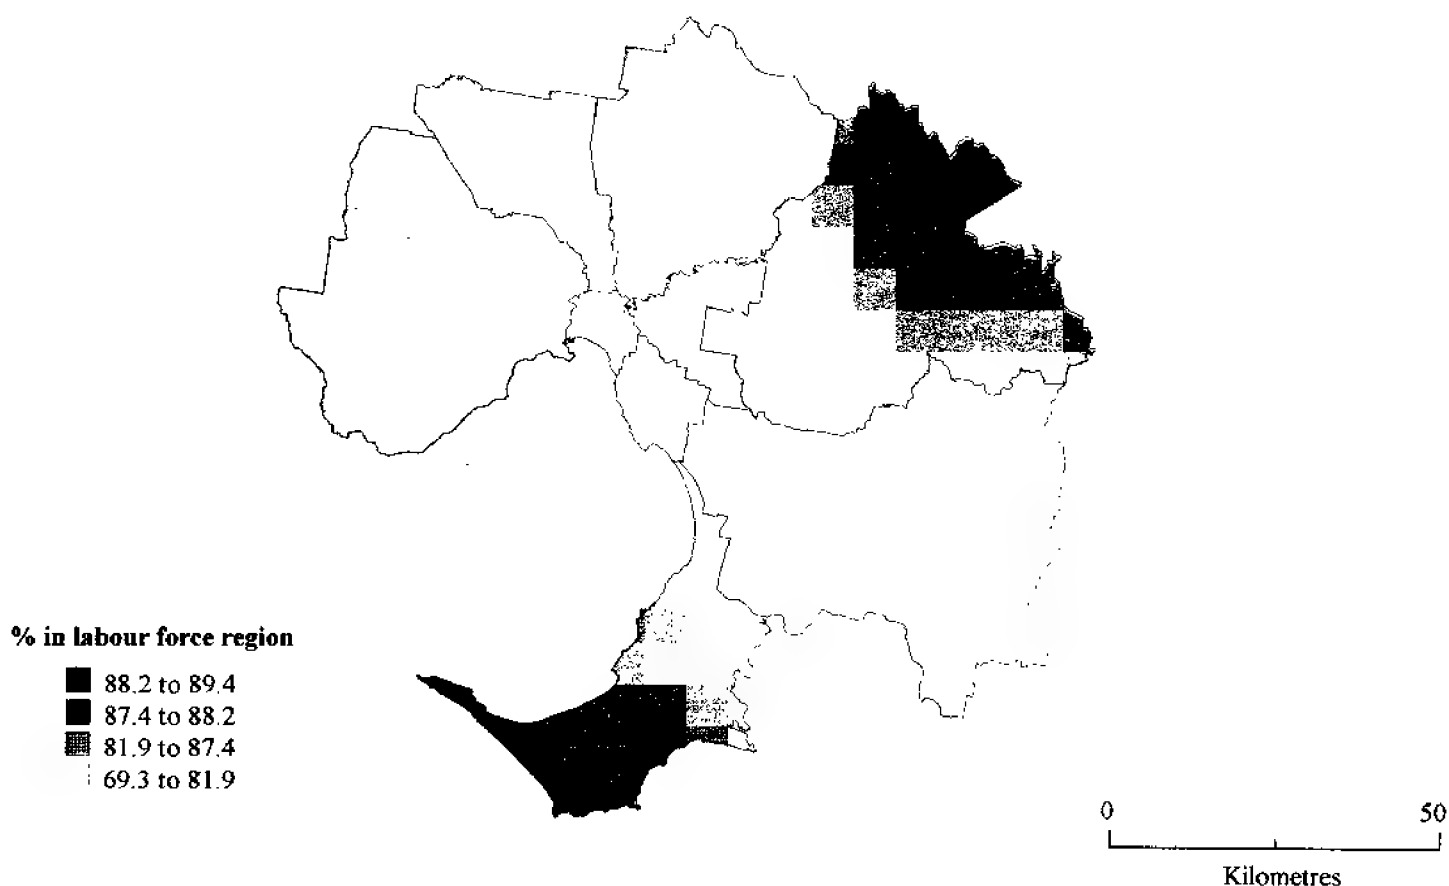 % in labour force region
88.2 to 89.4
87.4 to 88.2
81.9 to 87.4
69.3 to 81.9
0 50
Kilometres